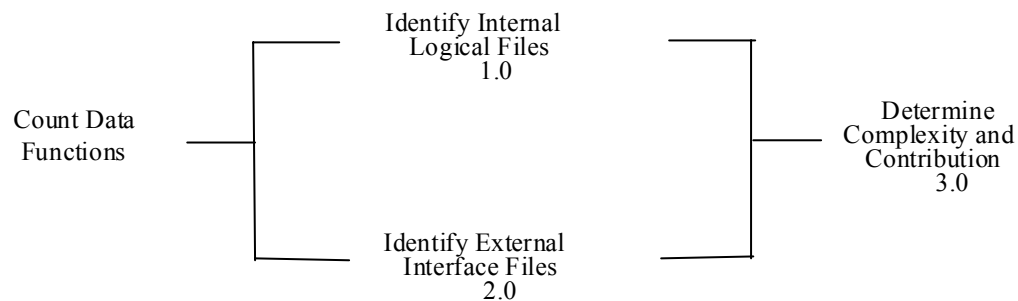 Count Data
Functions
Identify Internal
Logical Files
1.0
Identify External
Interface Files
2.0
Determine
Complexity and
Contribution
3.0